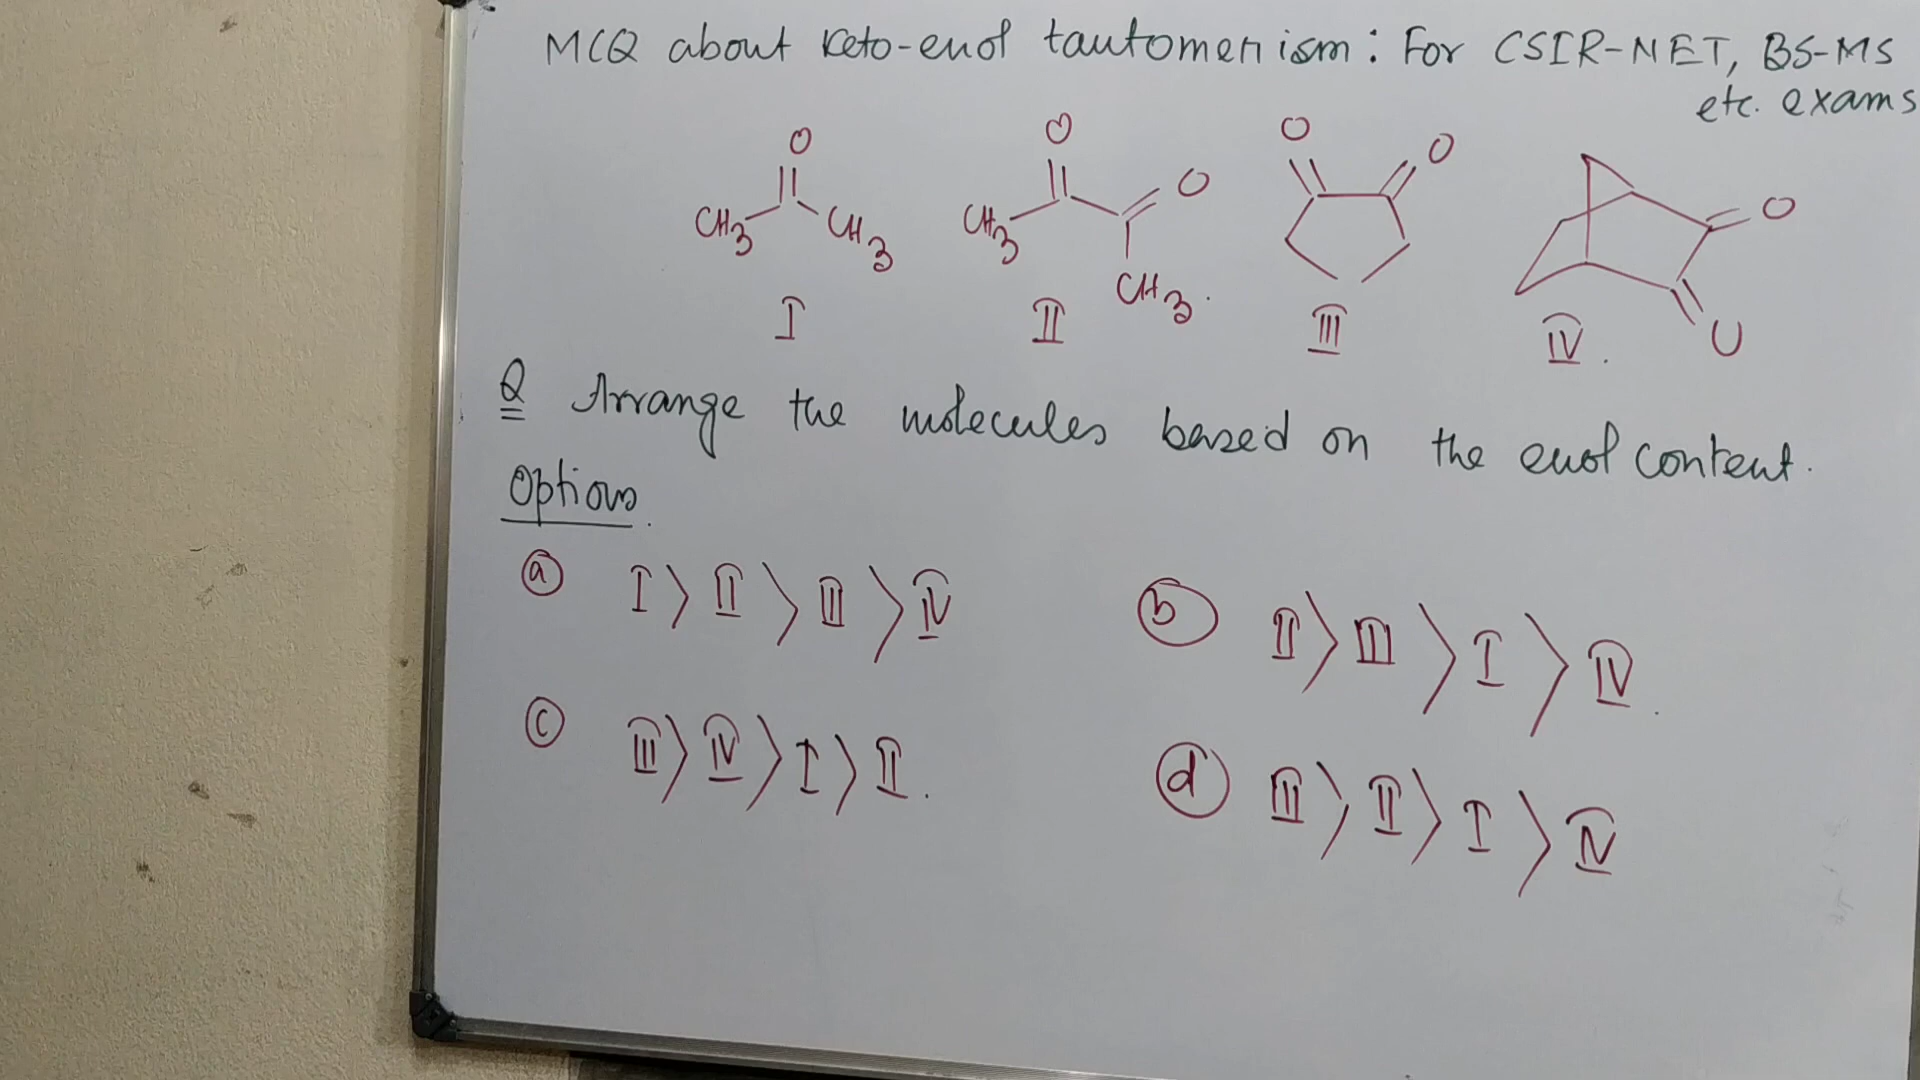 MCQ about Keto-enol tautomerism: For CSIR-NET, BS-MS
etc. exams
O
CH3 CH3
I
O
CH3 O
CH3.
II
O O
III
O
O
IV.
Q Arrange the molecules based on the enol content.
Options.
a I > II > III > IV
b II > III > I > IV.
c III > IV > I > II.
d III > II > I > IV